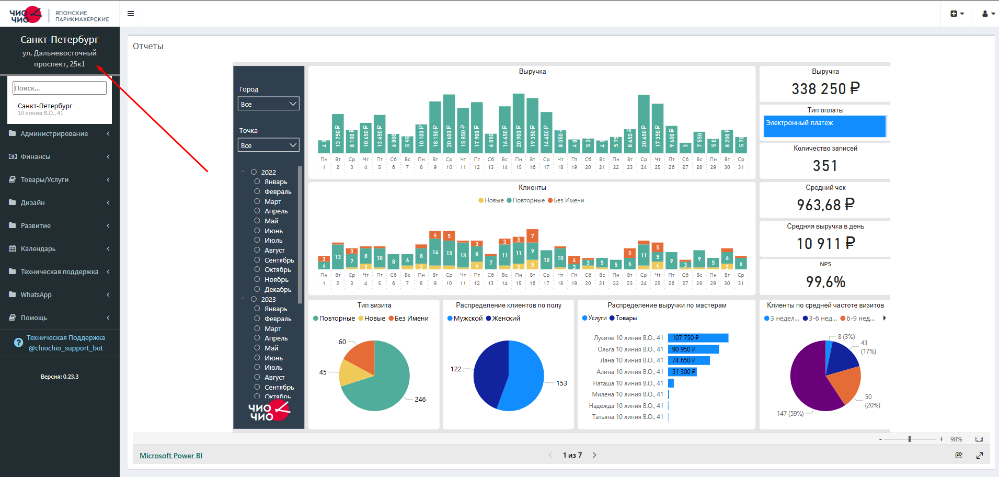 ЧИО
ЧИО
ЯПОНСКИЕ
ПАРИКМАХЕРСКИЕ
Санкт-Петербург
ул. Дальневосточный
проспект, 25к1
Поиск...
Санкт-Петербург
10 линия В.О., 41
Администрирование
Финансы
Товары/Услуги
Дизайн
Развитие
Календарь
Техническая поддержка
WhatsApp
Помощь
Техническая Поддержка
@chiochio_support_bot
Версия: 0.23.3
Отчеты
Город
Все
Точка
Все
2022
Январь
Февраль
Март
Апрель
Май
Июнь
Июль
Август
Сентябрь
Октябрь
Ноябрь
Декабрь
2023
Январь
Февраль
Март
Апрель
Май
Июнь
Июль
Август
Сентябрь
Октябрь
ЧИО
ЧИО
Выручка
4 5 13 750 ₽ 8 100 ₽ 10 650 ₽ 13 450 ₽ 6 800 5 95 10 100 ₽ 18 150 ₽ 20 600 ₽ 15 850 ₽ 17 900 ₽ 6 850 16 450 ₽ 20 900 ₽ 19 350 ₽ 14 450 ₽ 8 050 ₽ 4 8 5 2 4 5 75 8 450 ₽ 20 450 ₽ 17 350 ₽ 9 600 ₽ 3 7 550 5 0 8 200 ₽ 5 70
Пн Вт Ср Чт Пт Сб Вс Пн Вт Ср Чт Пт Сб Вс Пн Вт Ср Чт Пт Сб Вс Пн Вт Ср Чт Пт Сб Вс Пн Вт Ср
1 2 3 4 5 6 7 8 9 10 11 12 13 14 15 16 17 18 19 20 21 22 23 24 25 26 27 28 29 30 31
Клиенты
Новые Повторные Без Имени
3 3 4 5 3 3 3 7 4 5 5
4 13 7 8 10 8 6 8 14 13 13 8 7 11 11 9 10 10 3 3 5 5 6 11 5 9 3 9 5 6 6
3 3 4 3 3 5 4 3
Пн Вт Ср Чт Пт Сб Вс Пн Вт Ср Чт Пт Сб Вс Пн Вт Ср Чт Пт Сб Вс Пн Вт Ср Чт Пт Сб Вс Пн Вт Ср
1 2 3 4 5 6 7 8 9 10 11 12 13 14 15 16 17 18 19 20 21 22 23 24 25 26 27 28 29 30 31
Тип визита
Повторные Новые Без Имени
60
45
246
Распределение клиентов по полу
Мужской Женский
122
153
Распределение выручки по мастерам
Услуги Товары
Лусине 10 линия В.О., 41 107 750 ₽
Ольга 10 линия В.О., 41 90 950 ₽
Лана 10 линия В.О., 41 74 650 ₽
Алина 10 линия В.О., 41 51 300 ₽
Наташа 10 линия В.О., 41
Милена 10 линия В.О., 41
Надежда 10 линия В.О., 41
Татьяна 10 линия В.О., 41
Выручка
338 250 ₽
Тип оплаты
Электронный платеж
Количество записей
351
Средний чек
963,68 ₽
Средняя выручка в день
10 911 ₽
NPS
99,6%
Клиенты по средней частоте визитов
3 недел... 3-6 нед... 6-9 нед...
8 (3%)
43
(17%)
50
(20%)
147 (59%)
- + 98%
Microsoft Power BI
1 из 7